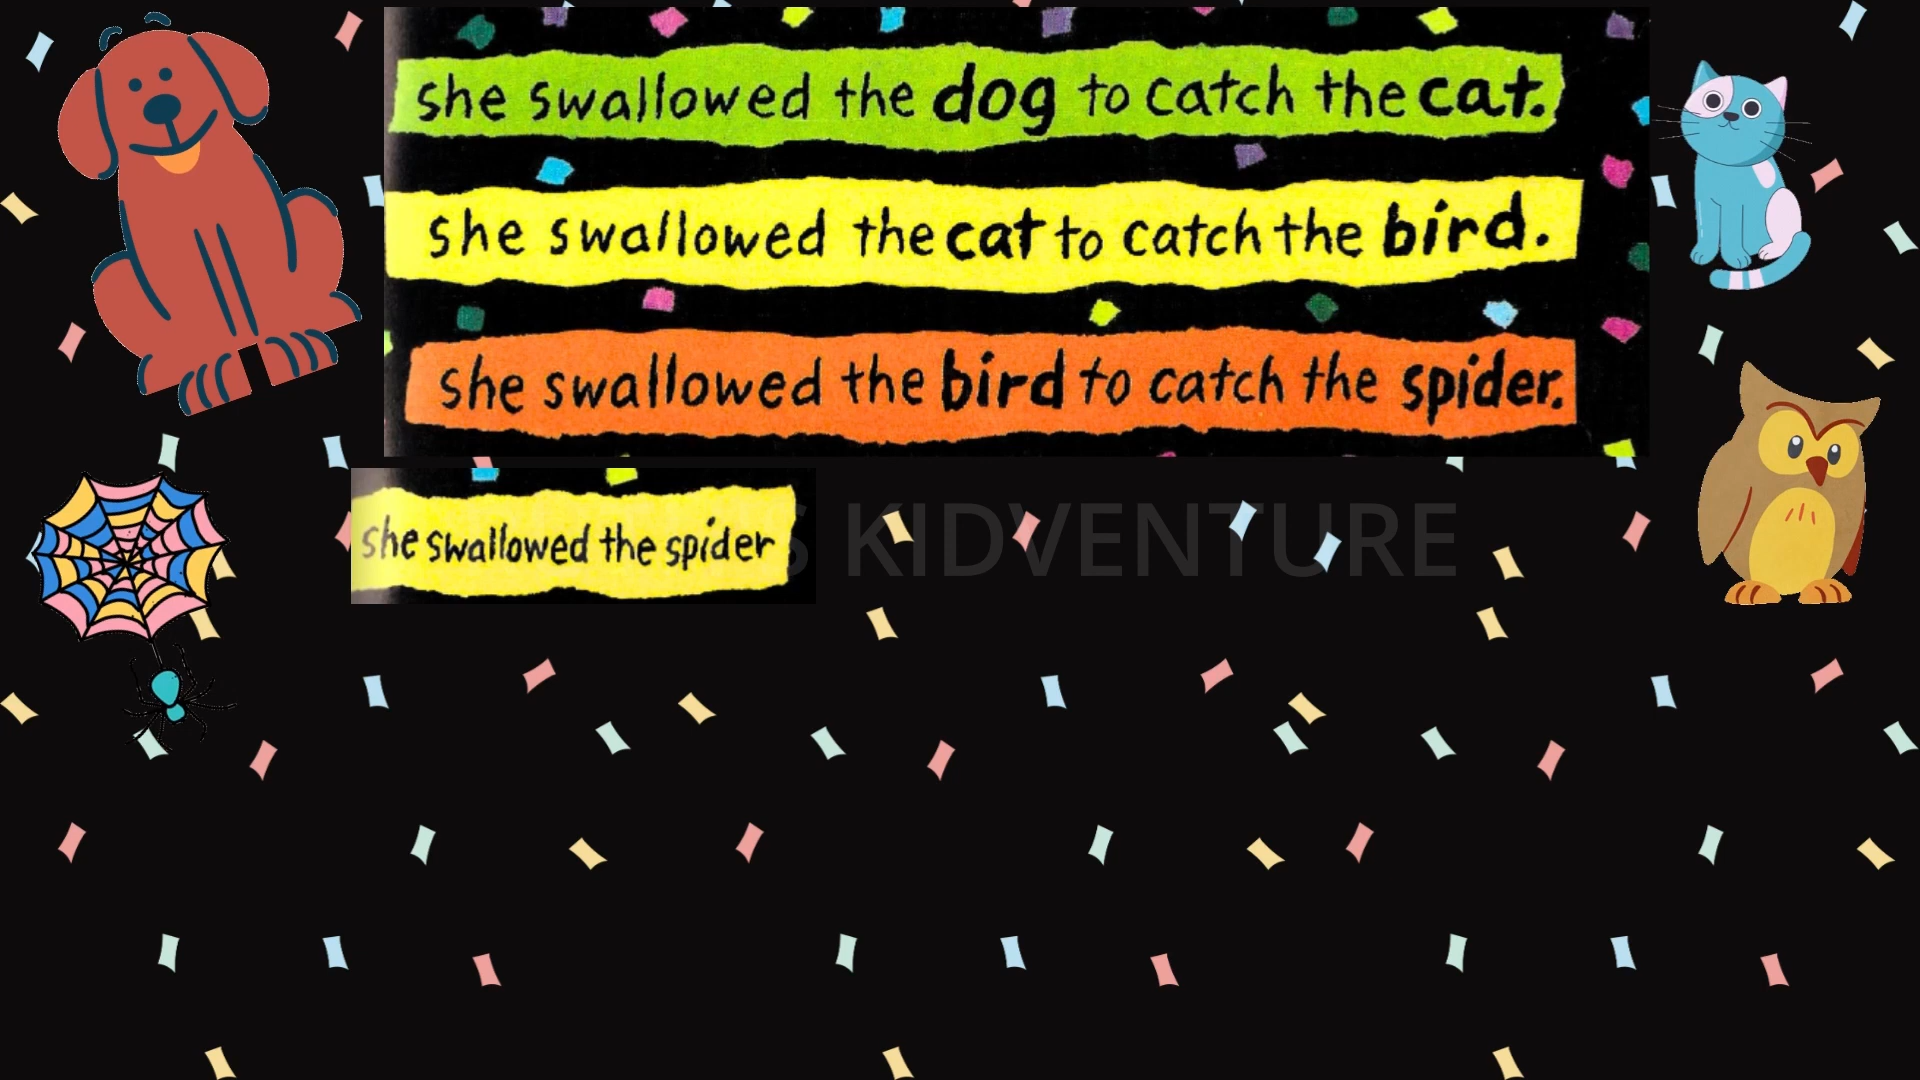 she swallowed the dog to catch the cat.
she swallowed the cat to catch the bird.
she swallowed the bird to catch the spider.
she swallowed the spider
S KIDVENTURE